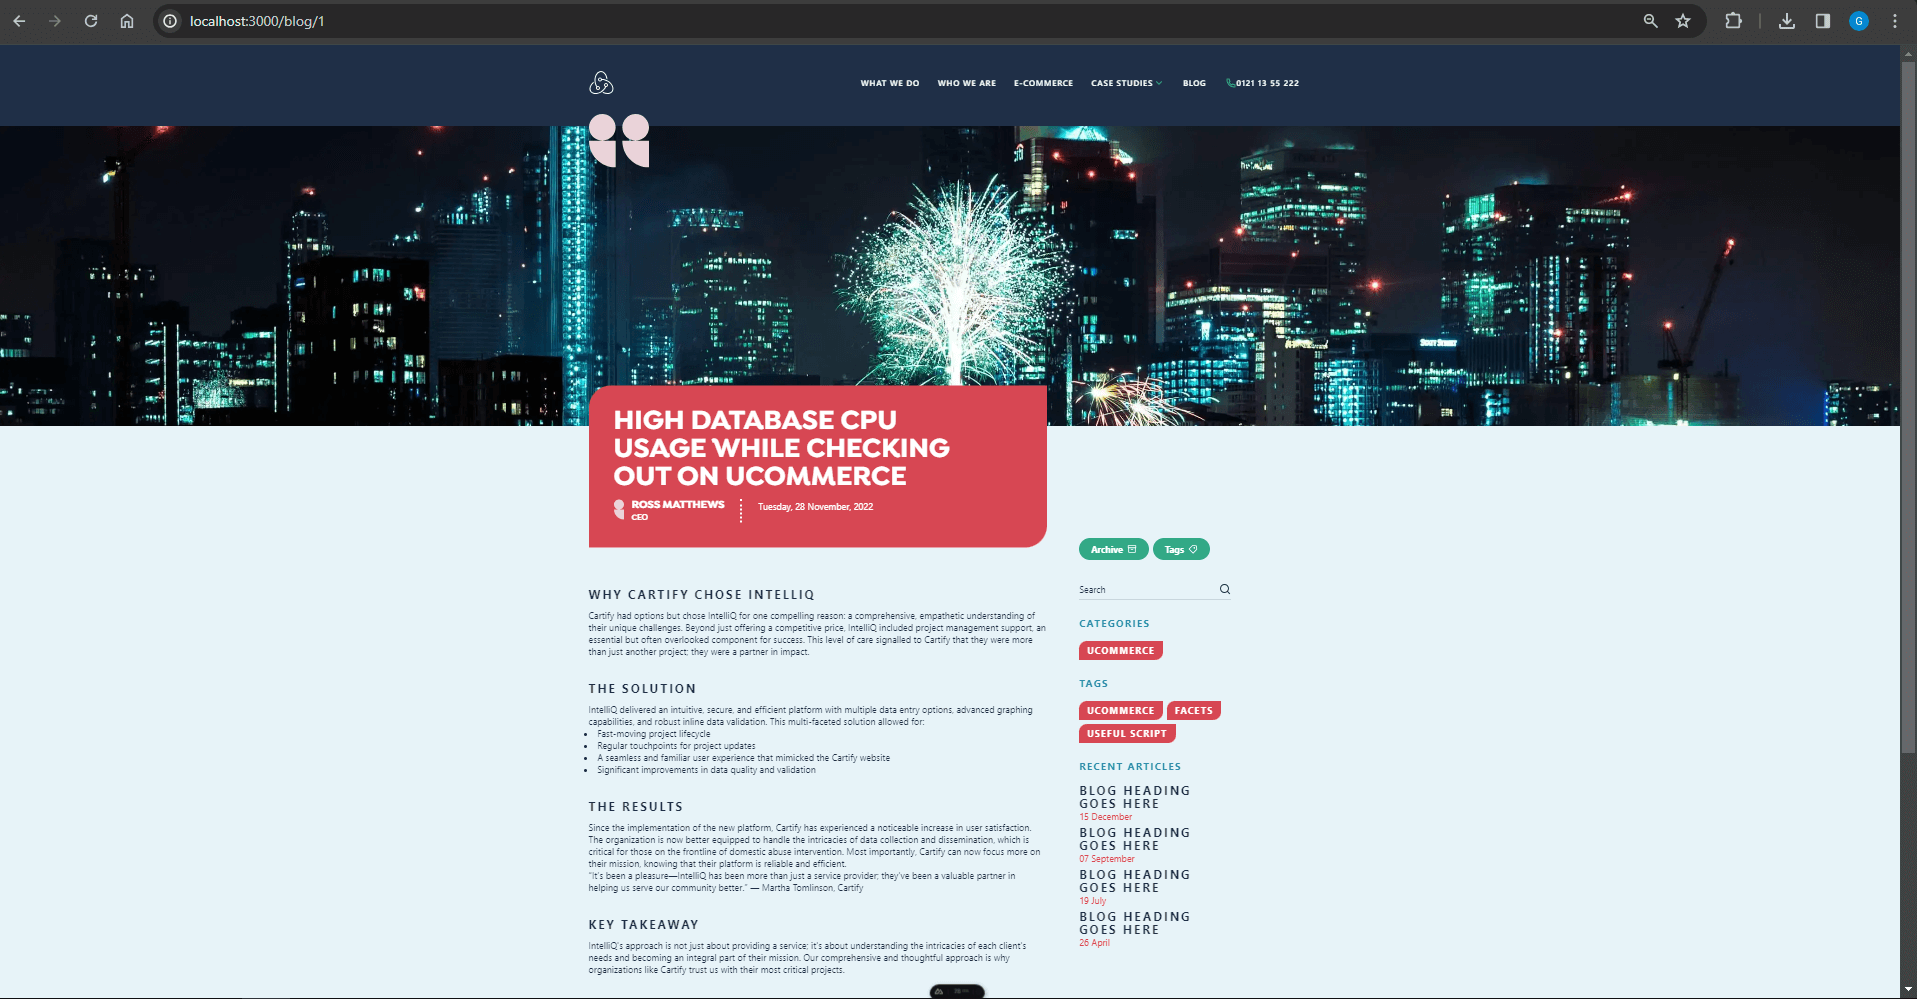 localhost:3000/blog/1
G
WHAT WE DO
WHO WE ARE
E-COMMERCE
CASE STUDIES
BLOG
0121 13 55 222
citi
STATE STREET
HIGH DATABASE CPU
USAGE WHILE CHECKING
OUT ON UCOMMERCE
ROSS MATTHEWS
CEO
Tuesday, 28 November, 2022
WHY CARTIFY CHOSE INTELLIQ
Cartify had options but chose IntelliQ for one compelling reason: a comprehensive, empathetic understanding of
their unique challenges. Beyond just offering a competitive price, IntelliQ included project management support, an
essential but often overlooked component for success. This level of care signalled to Cartify that they were more
than just another project; they were a partner in impact.
THE SOLUTION
IntelliQ delivered an intuitive, secure, and efficient platform with multiple data entry options, advanced graphing
capabilities, and robust inline data validation. This multi-faceted solution allowed for:
• Fast-moving project lifecycle
• Regular touchpoints for project updates
• A seamless and familiar user experience that mimicked the Cartify website
• Significant improvements in data quality and validation
THE RESULTS
Since the implementation of the new platform, Cartify has experienced a noticeable increase in user satisfaction.
The organization is now better equipped to handle the intricacies of data collection and dissemination, which is
critical for those on the frontline of domestic abuse intervention. Most importantly, Cartify can now focus more on
their mission, knowing that their platform is reliable and efficient.
"It's been a pleasure—IntelliQ has been more than just a service provider; they've been a valuable partner in
helping us serve our community better." — Martha Tomlinson, Cartify
KEY TAKEAWAY
IntelliQ's approach is not just about providing a service; it's about understanding the intricacies of each client's
needs and becoming an integral part of their mission. Our comprehensive and thoughtful approach is why
organizations like Cartify trust us with their most critical projects.
Archive
Tags
Search
CATEGORIES
UCOMMERCE
TAGS
UCOMMERCE
FACETS
USEFUL SCRIPT
RECENT ARTICLES
BLOG HEADING
GOES HERE
15 December
BLOG HEADING
GOES HERE
07 September
BLOG HEADING
GOES HERE
19 July
BLOG HEADING
GOES HERE
26 April